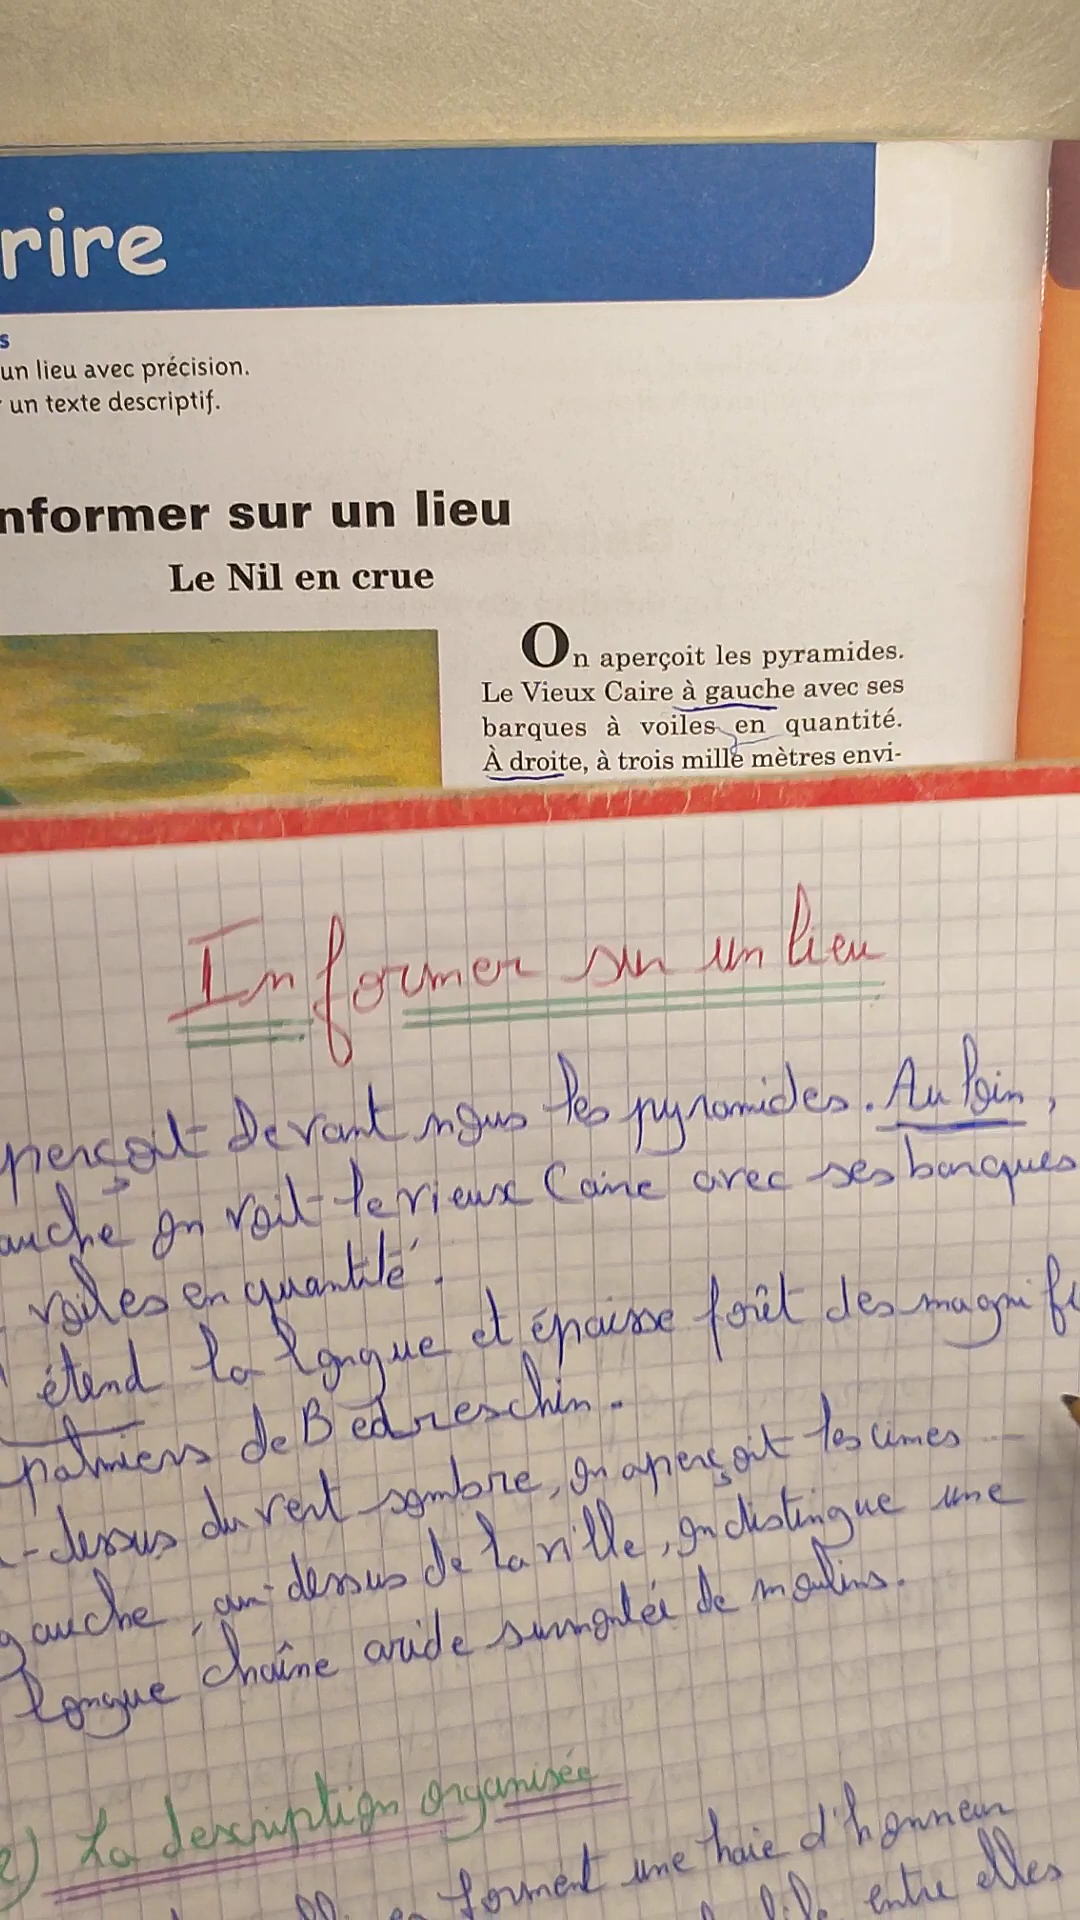 rire
s
un lieu avec précision.
un texte descriptif.
nformer sur un lieu
Le Nil en crue
On aperçoit les pyramides.
Le Vieux Caire à gauche avec ses
barques à voiles en quantité.
À droite, à trois mille mètres envi-
Informer sur un lieu
perçoit devant nous les pyramides. Au loin,
auche on voit le vieux Caire avec ses barques
voiles en quantité.
étend la longue et épaisse forêt des magnifi
palmiers de Bedreschin.
-dessus du vert sombre, on aperçoit les cimes
gauche, au-dessus de la ville, on distingue une
longue chaîne aride surmontée de moulins.
2) La description organisée
forment une haie d'honneur
entre elles